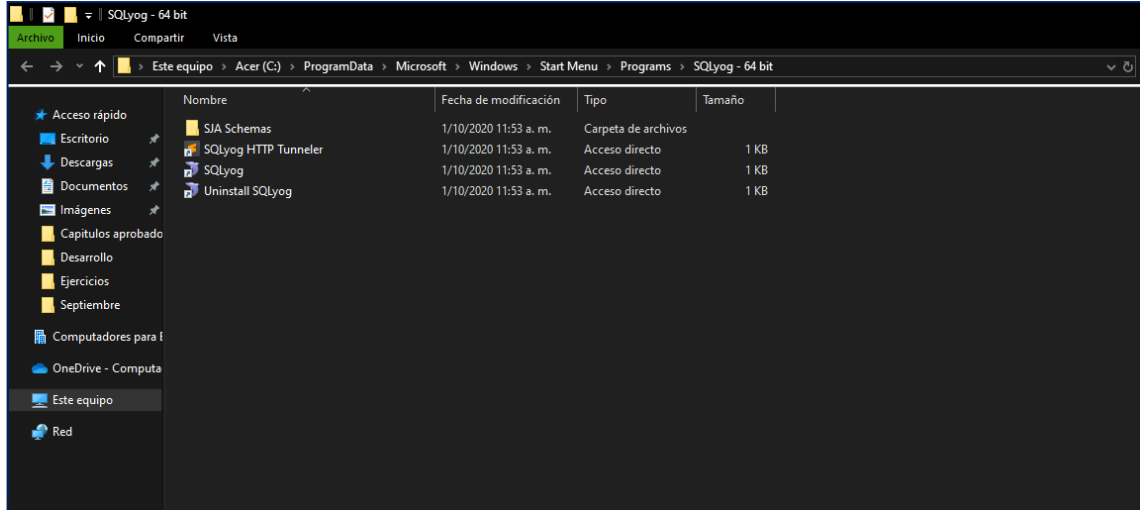 SQLyog - 64 bit
Archivo Inicio Compartir Vista
Este equipo > Acer (C:) > ProgramData > Microsoft > Windows > Start Menu > Programs > SQLyog - 64 bit
Nombre Fecha de modificación Tipo Tamaño
Acceso rápido
Escritorio
Descargas
Documentos
Imágenes
Capitulos aprobado
Desarrollo
Ejercicios
Septiembre
Computadores para E
OneDrive - Computa
Este equipo
Red
SJA Schemas 1/10/2020 11:53 a. m. Carpeta de archivos
SQLyog HTTP Tunneler 1/10/2020 11:53 a. m. Acceso directo 1 KB
SQLyog 1/10/2020 11:53 a. m. Acceso directo 1 KB
Uninstall SQLyog 1/10/2020 11:53 a. m. Acceso directo 1 KB